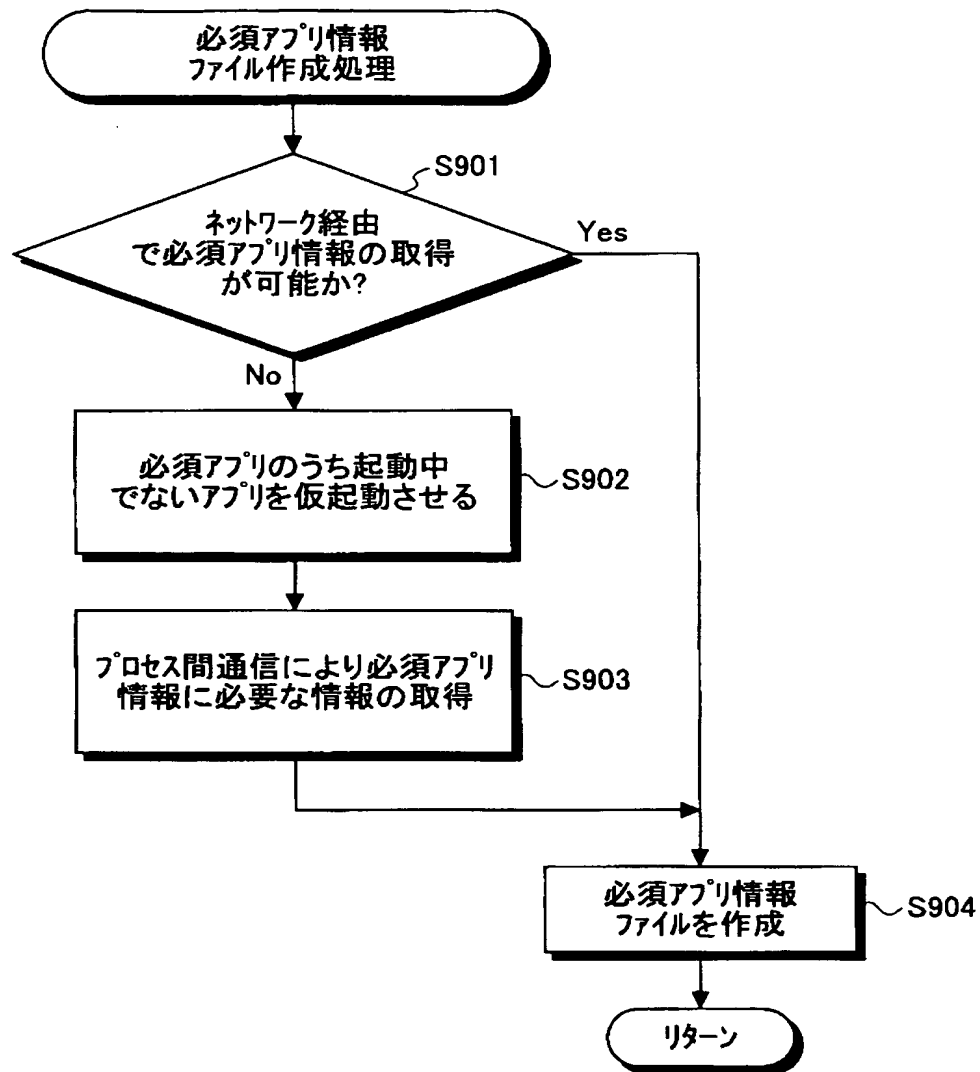 必須アプリ情報
ファイル作成処理
S901
ネットワーク経由
で必須アプリ情報の取得
が可能か?
Yes
No
必須アプリのうち起動中
でないアプリを仮起動させる
S902
プロセス間通信により必須アプリ
情報に必要な情報の取得
S903
必須アプリ情報
ファイルを作成
S904
リターン